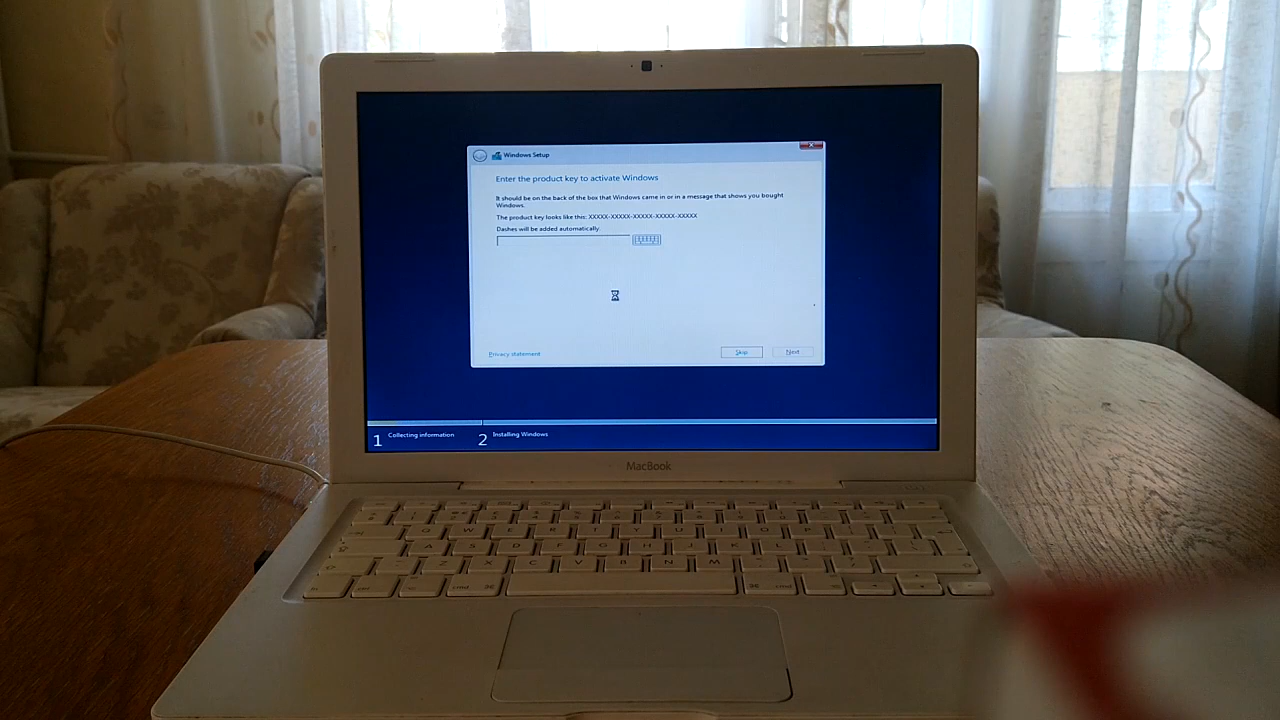 Windows Setup
Enter the product key to activate Windows
It should be on the back of the box that Windows came in or in a message that shows you bought
Windows.
The product key looks like this: XXXXX-XXXXX-XXXXX-XXXXX-XXXXX
Dashes will be added automatically.
Privacy statement
Skip
Next
1 Collecting information
2 Installing Windows
MacBook
Q W E R T Y U I O P
A S D F G H J K L
Z X C V B N M
cmd ⌘
⌘ cmd